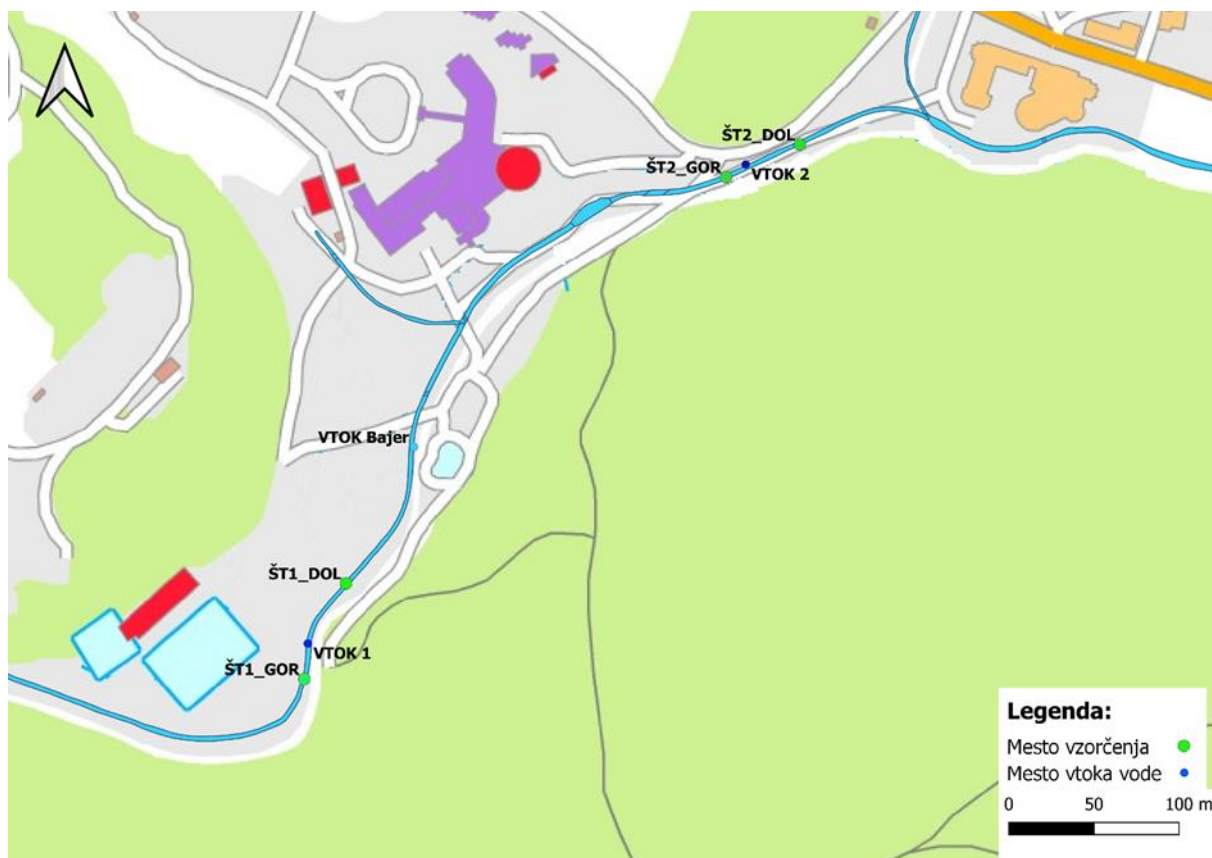 ŠT2_DOL
ŠT2_GOR
VTOK 2
VTOK Bajer
ŠT1_DOL
VTOK 1
ŠT1_GOR
Legenda:
Mesto vzorčenja
Mesto vtoka vode
0 50 100 m